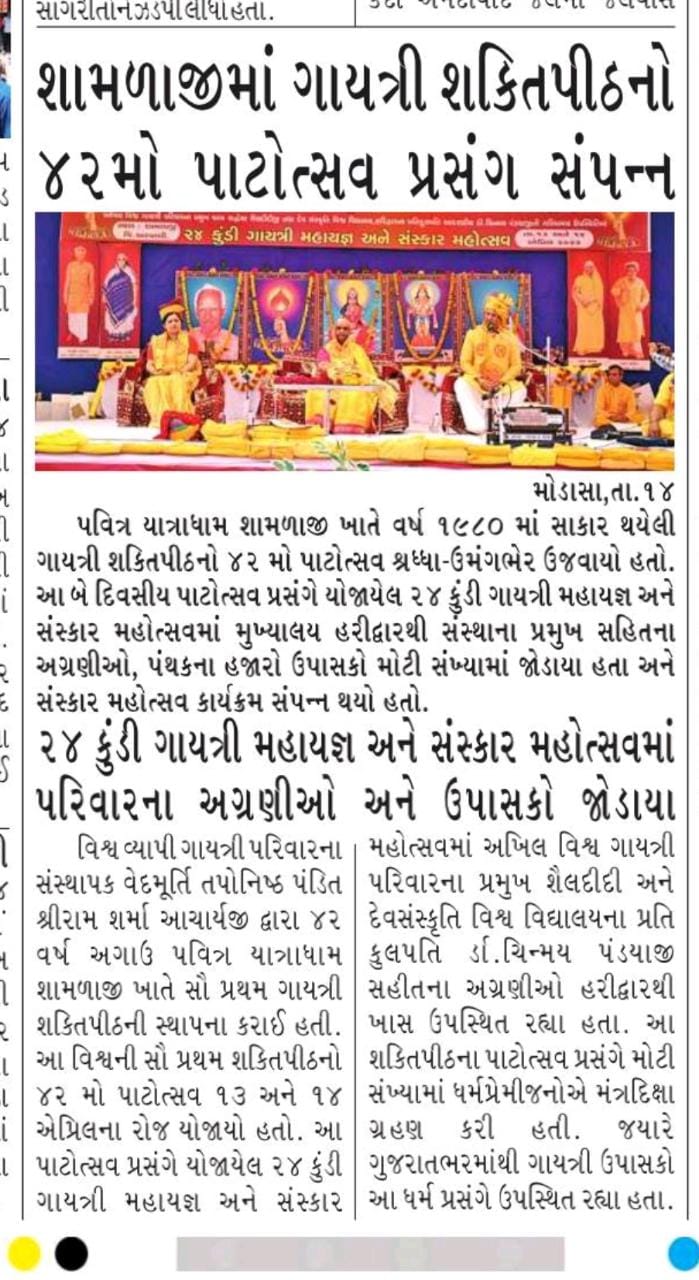 સાગરીતોને ઝડપી લીધા હતા.
શામળાજીમાં ગાયત્રી શકિતપીઠનો
૪૨મો પાટોત્સવ પ્રસંગ સંપન્ન
૨૪ કુંડી ગાયત્રી મહાયજ્ઞ અને સંસ્કાર મહોત્સવ
મોડાસા,તા.૧૪
પવિત્ર યાત્રાધામ શામળાજી ખાતે વર્ષ ૧૯૮૦ માં સાકાર થયેલી
ગાયત્રી શકિતપીઠનો ૪૨ મો પાટોત્સવ શ્રધ્ધા-ઉમંગભેર ઉજવાયો હતો.
આ બે દિવસીય પાટોત્સવ પ્રસંગે યોજાયેલ ૨૪ કુંડી ગાયત્રી મહાયજ્ઞ અને
સંસ્કાર મહોત્સવમાં મુખ્યાલય હરીદ્વારથી સંસ્થાના પ્રમુખ સહિતના
અગ્રણીઓ, પંથકના હજારો ઉપાસકો મોટી સંખ્યામાં જોડાયા હતા અને
સંસ્કાર મહોત્સવ કાર્યક્રમ સંપન્ન થયો હતો.
૨૪ કુંડી ગાયત્રી મહાયજ્ઞ અને સંસ્કાર મહોત્સવમાં
પરિવારના અગ્રણીઓ અને ઉપાસકો જોડાયા
વિશ્વ વ્યાપી ગાયત્રી પરિવારના
સંસ્થાપક વેદમૂર્તિ તપોનિષ્ઠ પંડિત
શ્રીરામ શર્મા આચાર્યજી દ્વારા ૪૨
વર્ષ અગાઉ પવિત્ર યાત્રાધામ
શામળાજી ખાતે સૌ પ્રથમ ગાયત્રી
શકિતપીઠની સ્થાપના કરાઈ હતી.
આ વિશ્વની સૌ પ્રથમ શકિતપીઠનો
૪૨ મો પાટોત્સવ ૧૩ અને ૧૪
એપ્રિલના રોજ યોજાયો હતો. આ
પાટોત્સવ પ્રસંગે યોજાયેલ ૨૪ કુંડી
ગાયત્રી મહાયજ્ઞ અને સંસ્કાર
મહોત્સવમાં અખિલ વિશ્વ ગાયત્રી
પરિવારના પ્રમુખ શૈલદીદી અને
દેવસંસ્કૃતિ વિશ્વ વિદ્યાલયના પ્રતિ
કુલપતિ ર્ડા.ચિન્મય પંડયાજી
સહીતના અગ્રણીઓ હરીદ્વારથી
ખાસ ઉપસ્થિત રહ્યા હતા. આ
શકિતપીઠના પાટોત્સવ પ્રસંગે મોટી
સંખ્યામાં ધર્મપ્રેમીજનોએ મંત્રદિક્ષા
ગ્રહણ કરી હતી. જયારે
ગુજરાતભરમાંથી ગાયત્રી ઉપાસકો
આ ધર્મ પ્રસંગે ઉપસ્થિત રહ્યા હતા.